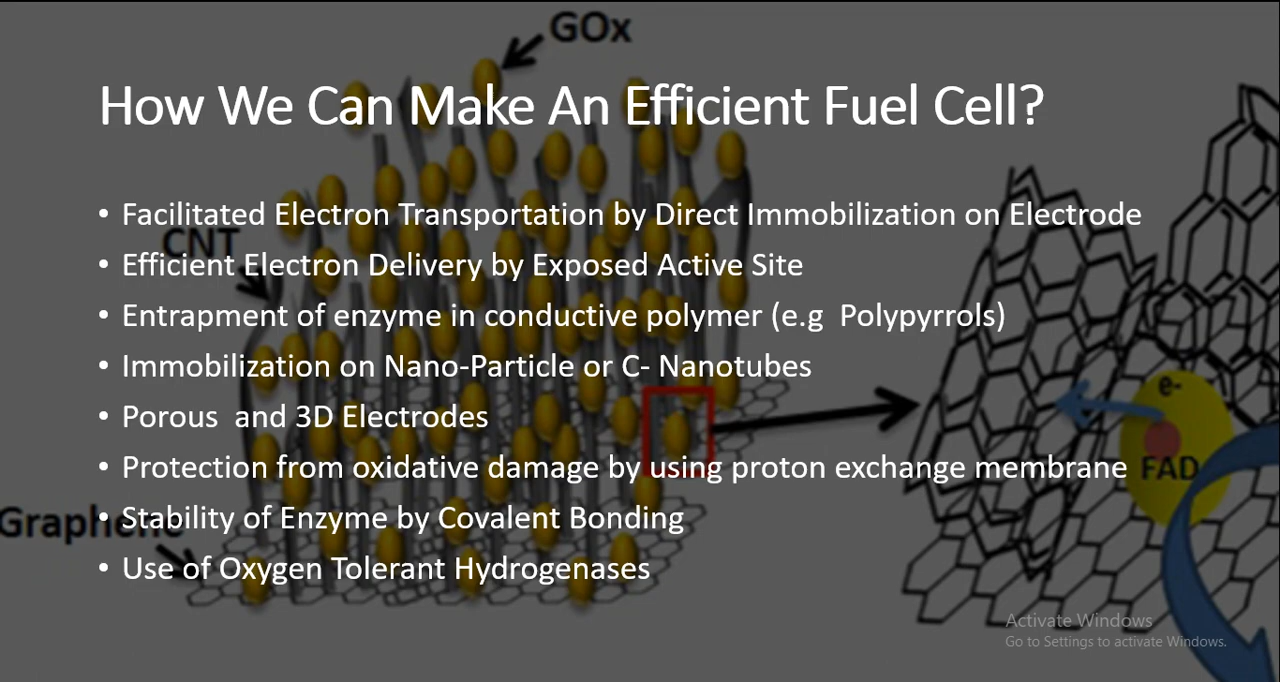 GOx
How We Can Make An Efficient Fuel Cell?
• Facilitated Electron Transportation by Direct Immobilization on Electrode
CNT
• Efficient Electron Delivery by Exposed Active Site
• Entrapment of enzyme in conductive polymer (e.g  Polypyrrols)
• Immobilization on Nano-Particle or C- Nanotubes
e-
• Porous  and 3D Electrodes
• Protection from oxidative damage by using proton exchange membrane
FAD
Graphene
• Stability of Enzyme by Covalent Bonding
• Use of Oxygen Tolerant Hydrogenases
Activate Windows
Go to Settings to activate Windows.